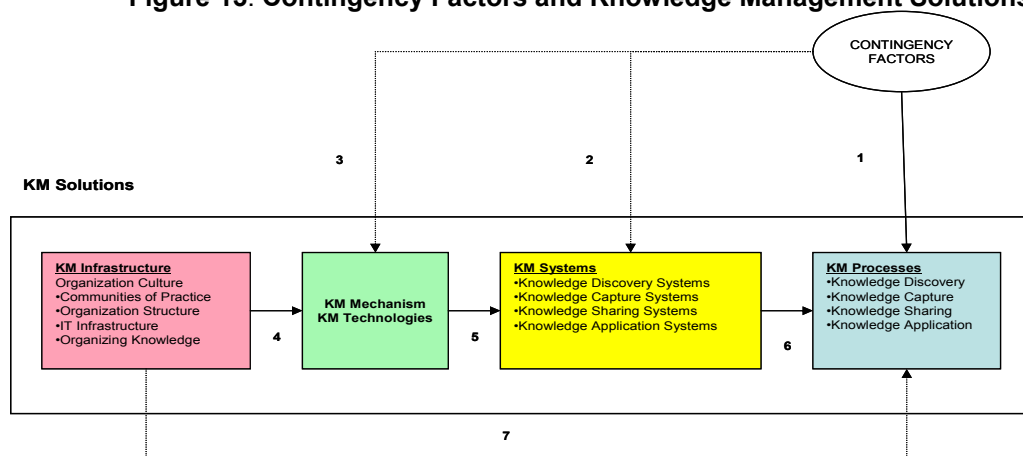 Figure 15. Contingency Factors and Knowledge Management Solutions
CONTINGENCY
FACTORS
3
2
1
KM Solutions
KM Infrastructure
Organization Culture
•Communities of Practice
•Organization Structure
•IT Infrastructure
•Organizing Knowledge
4
KM Mechanism
KM Technologies
5
KM Systems
•Knowledge Discovery Systems
•Knowledge Capture Systems
•Knowledge Sharing Systems
•Knowledge Application Systems
6
KM Processes
•Knowledge Discovery
•Knowledge Capture
•Knowledge Sharing
•Knowledge Application
7